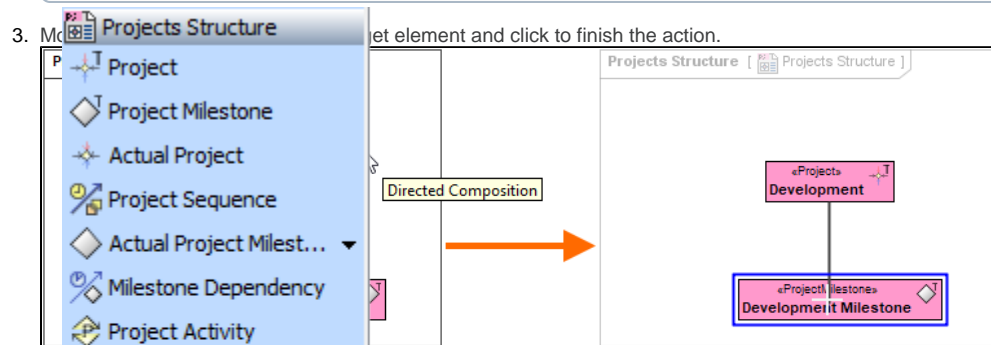 Projects Structure
3. Mo et element and click to finish the action.
P
Projects Structure [ Projects Structure ]
Project
Project Milestone
Actual Project
Directed Composition
Project Sequence
Actual Project Milest...
Milestone Dependency
Project Activity
«Project»
Development
«ProjectMilestone»
Development Milestone